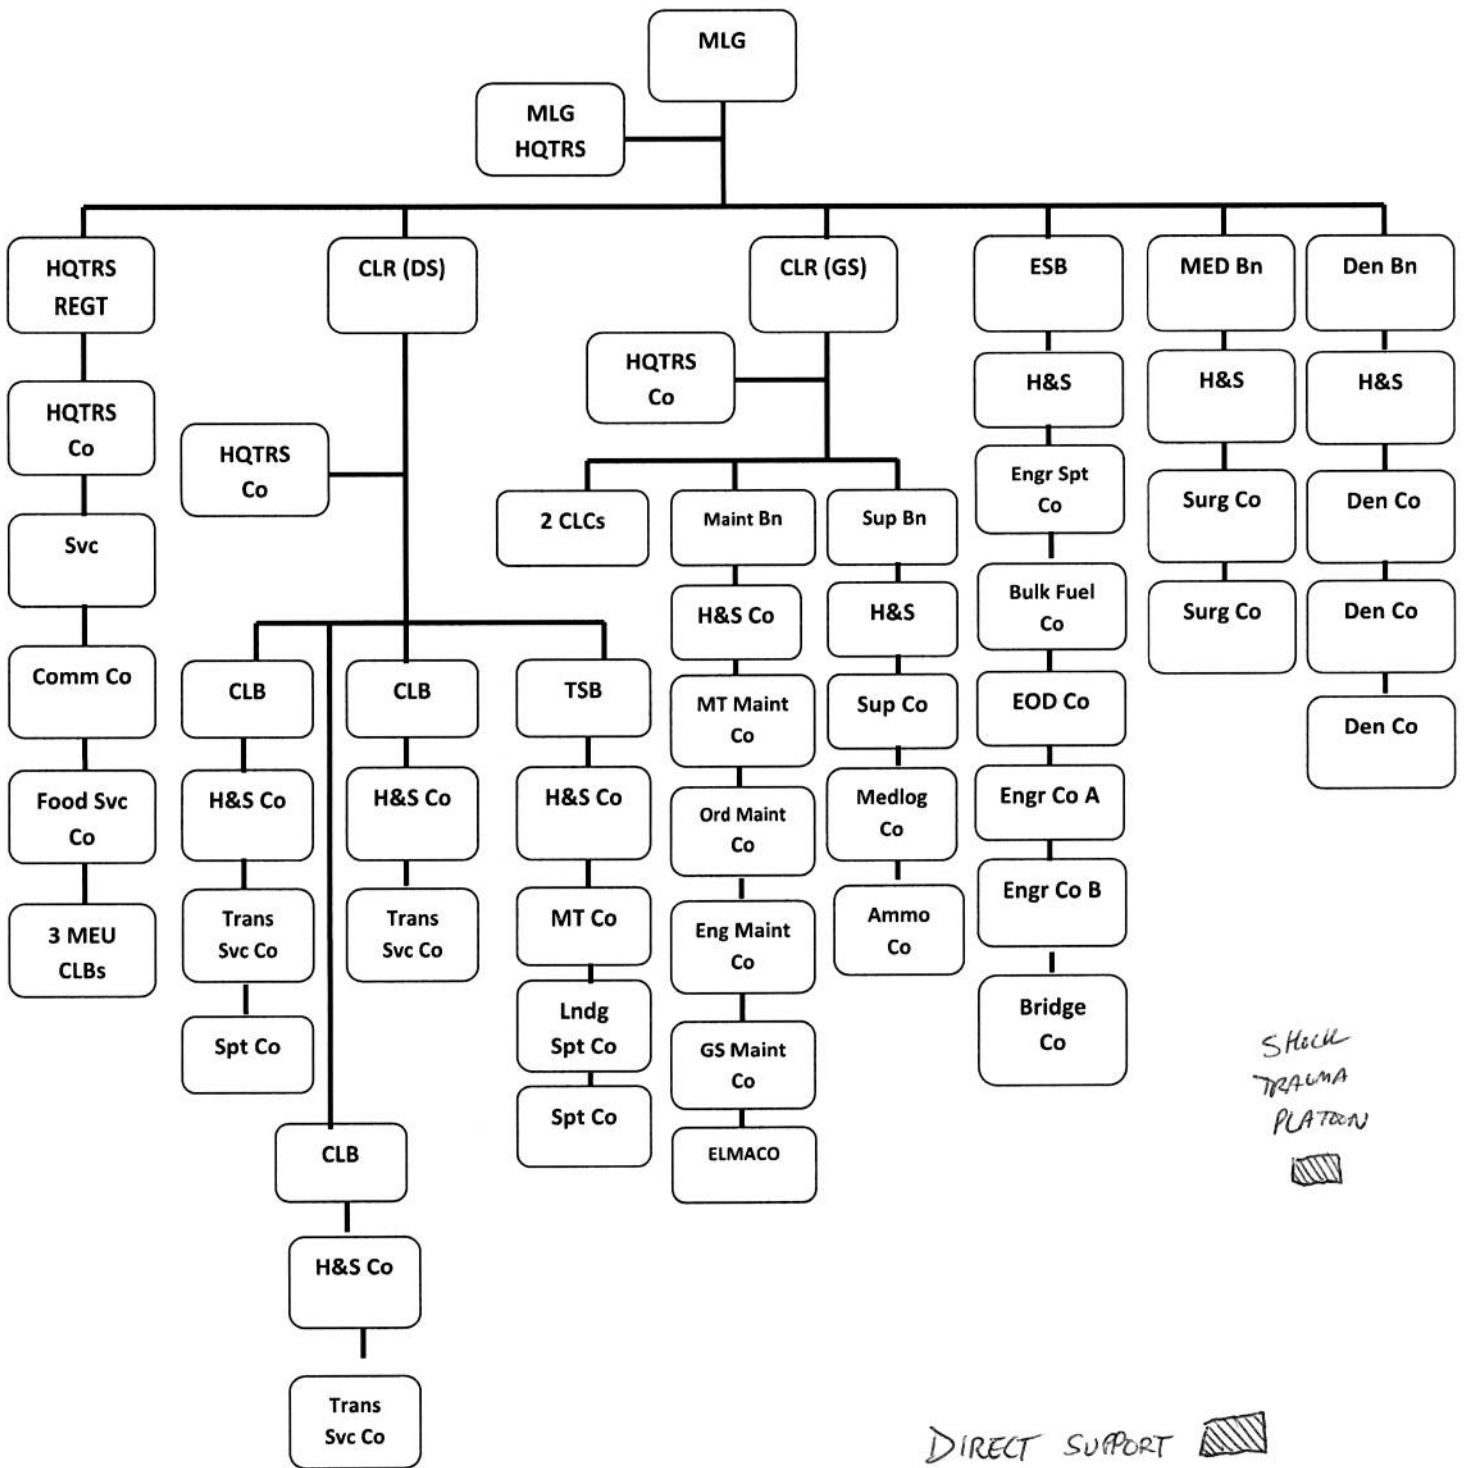 MLG
MLG
HQTRS
HQTRS
REGT
CLR (DS)
CLR (GS)
ESB
MED Bn
Den Bn
HQTRS
Co
Svc
Comm Co
Food Svc
Co
3 MEU
CLBs
HQTRS
Co
CLB
H&S Co
Trans
Svc Co
Spt Co
CLB
H&S Co
Trans
Svc Co
CLB
H&S Co
Trans
Svc Co
TSB
H&S Co
MT Co
Lndg
Spt Co
Spt Co
HQTRS
Co
2 CLCs
Maint Bn
H&S Co
MT Maint
Co
Ord Maint
Co
Eng Maint
Co
GS Maint
Co
ELMACO
Sup Bn
H&S
Sup Co
Medlog
Co
Ammo
Co
H&S
Engr Spt
Co
Bulk Fuel
Co
EOD Co
Engr Co A
Engr Co B
Bridge
Co
H&S
Surg Co
Surg Co
H&S
Den Co
Den Co
Den Co
SHOCK
TRAUMA
PLATOON
DIRECT SUPPORT